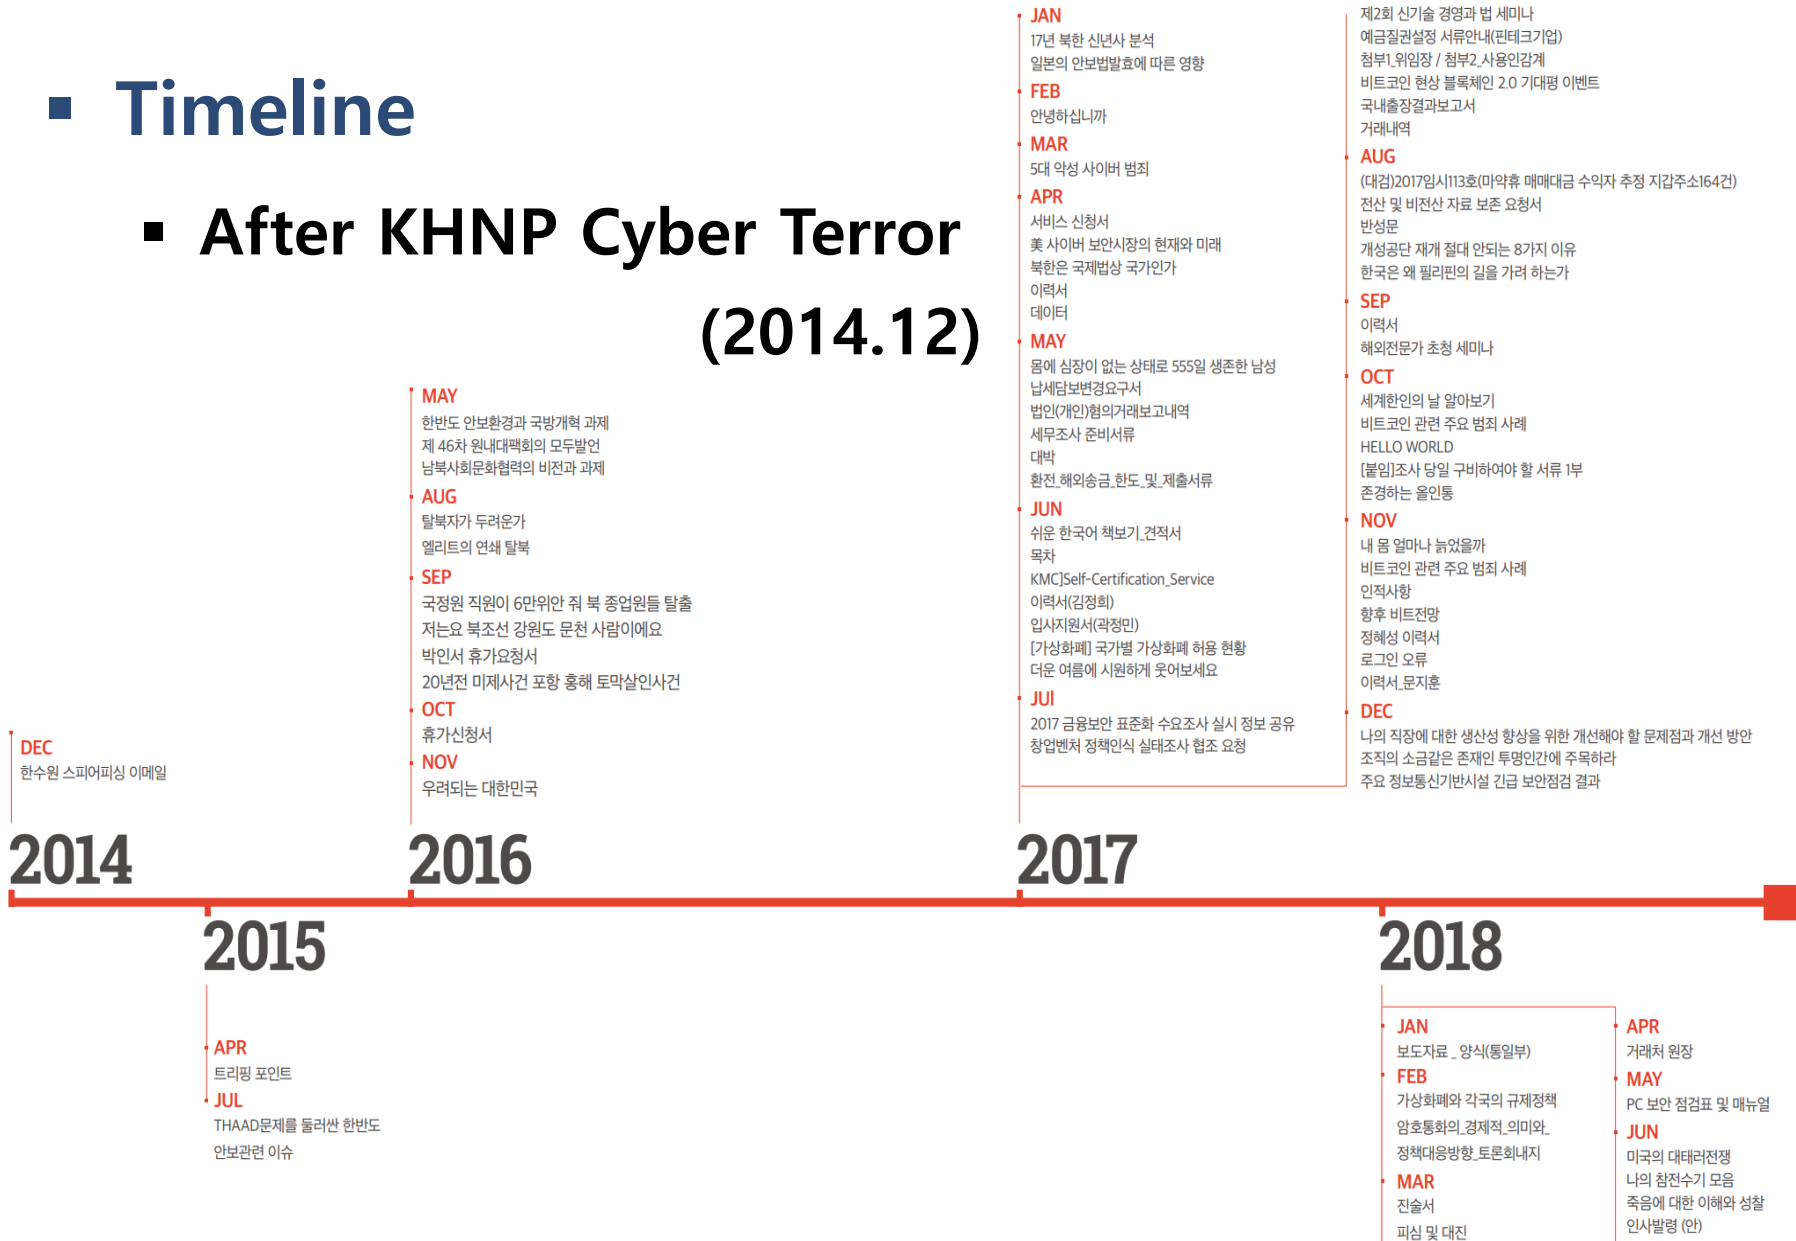 ▪ Timeline
▪ After KHNP Cyber Terror
(2014.12)
DEC
한수원 스피어피싱 이메일
2014
2015
APR
트리핑 포인트
JUL
THAAD문제를 둘러싼 한반도
안보관련 이슈
MAY
한반도 안보환경과 국방개혁 과제
제 46차 원내대팩회의 모두발언
남북사회문화협력의 비전과 과제
AUG
탈북자가 두려운가
엘리트의 연쇄 탈북
SEP
국정원 직원이 6만위안 줘 북 종업원들 탈출
저는요 북조선 강원도 문천 사람이에요
박인서 휴가요청서
20년전 미제사건 포항 흥해 토막살인사건
OCT
휴가신청서
NOV
우려되는 대한민국
2016
JAN
17년 북한 신년사 분석
일본의 안보법발효에 따른 영향
FEB
안녕하십니까
MAR
5대 악성 사이버 범죄
APR
서비스 신청서
美 사이버 보안시장의 현재와 미래
북한은 국제법상 국가인가
이력서
데이터
MAY
몸에 심장이 없는 상태로 555일 생존한 남성
납세담보변경요구서
법인(개인)혐의거래보고내역
세무조사 준비서류
대박
환전_해외송금_한도_및_제출서류
JUN
쉬운 한국어 책보기_견적서
목차
KMC]Self-Certification_Service
이력서(김정희)
입사지원서(곽정민)
[가상화폐] 국가별 가상화폐 허용 현황
더운 여름에 시원하게 웃어보세요
JUl
2017 금융보안 표준화 수요조사 실시 정보 공유
창업벤처 정책인식 실태조사 협조 요청
제2회 신기술 경영과 법 세미나
예금질권설정 서류안내(핀테크기업)
첨부1_위임장 / 첨부2_사용인감계
비트코인 현상 블록체인 2.0 기대평 이벤트
국내출장결과보고서
거래내역
AUG
(대검)2017임시113호(마약휴 매매대금 수익자 추정 지갑주소164건)
전산 및 비전산 자료 보존 요청서
반성문
개성공단 재개 절대 안되는 8가지 이유
한국은 왜 필리핀의 길을 가려 하는가
SEP
이력서
해외전문가 초청 세미나
OCT
세계한인의 날 알아보기
비트코인 관련 주요 범죄 사례
HELLO WORLD
[붙임]조사 당일 구비하여야 할 서류 1부
존경하는 올인통
NOV
내 몸 얼마나 늙었을까
비트코인 관련 주요 범죄 사례
인적사항
향후 비트전망
정혜성 이력서
로그인 오류
이력서_문지훈
DEC
나의 직장에 대한 생산성 향상을 위한 개선해야 할 문제점과 개선 방안
조직의 소금같은 존재인 투명인간에 주목하라
주요 정보통신기반시설 긴급 보안점검 결과
2017
2018
JAN
보도자료 _ 양식(통일부)
FEB
가상화폐와 각국의 규제정책
암호통화의_경제적_의미와_
정책대응방향_토론회내지
MAR
진술서
피심 및 대진
APR
거래처 원장
MAY
PC 보안 점검표 및 매뉴얼
JUN
미국의 대태러전쟁
나의 참전수기 모음
죽음에 대한 이해와 성찰
인사발령 (안)